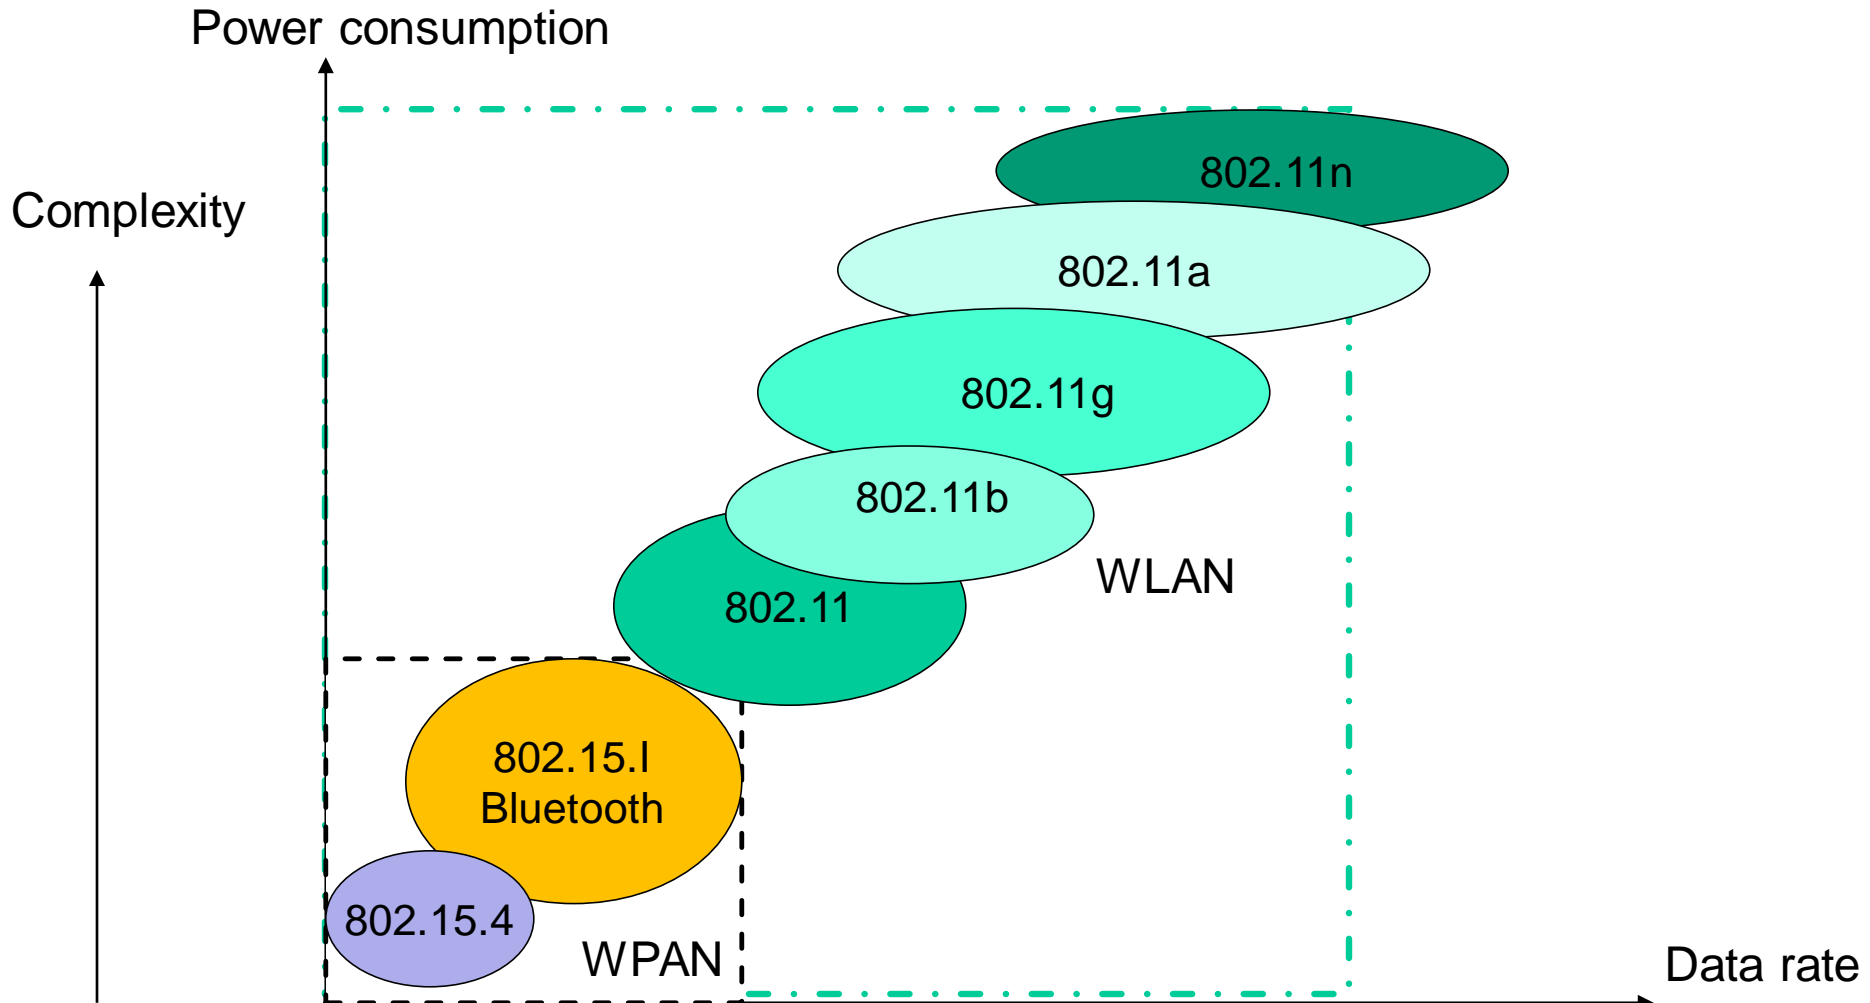 Power consumption
Complexity
802.11n
802.11a
802.11g
802.11b
WLAN
802.11
802.15.I
Bluetooth
802.15.4
WPAN
Data rate